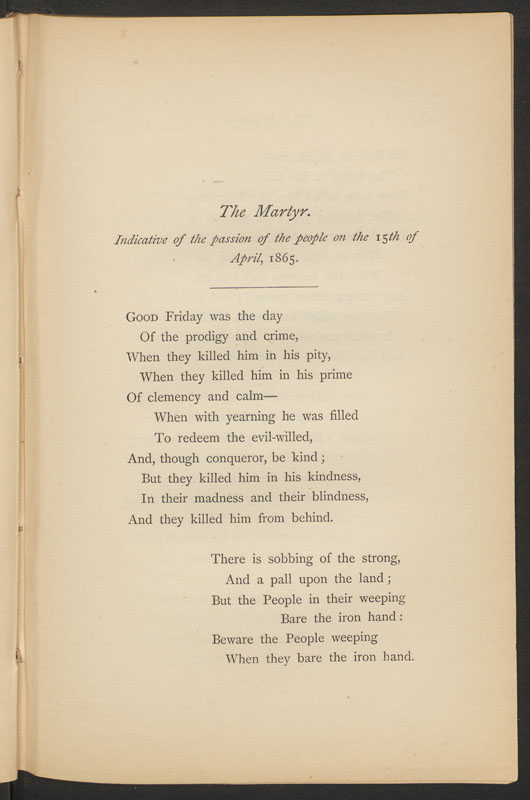 The Martyr.
Indicative of the passion of the people on the 15th of
April, 1865.
GOOD Friday was the day
Of the prodigy and crime,
When they killed him in his pity,
When they killed him in his prime
Of clemency and calm—
When with yearning he was filled
To redeem the evil-willed,
And, though conqueror, be kind;
But they killed him in his kindness,
In their madness and their blindness,
And they killed him from behind.
There is sobbing of the strong,
And a pall upon the land;
But the People in their weeping
Bare the iron hand:
Beware the People weeping
When they bare the iron hand.